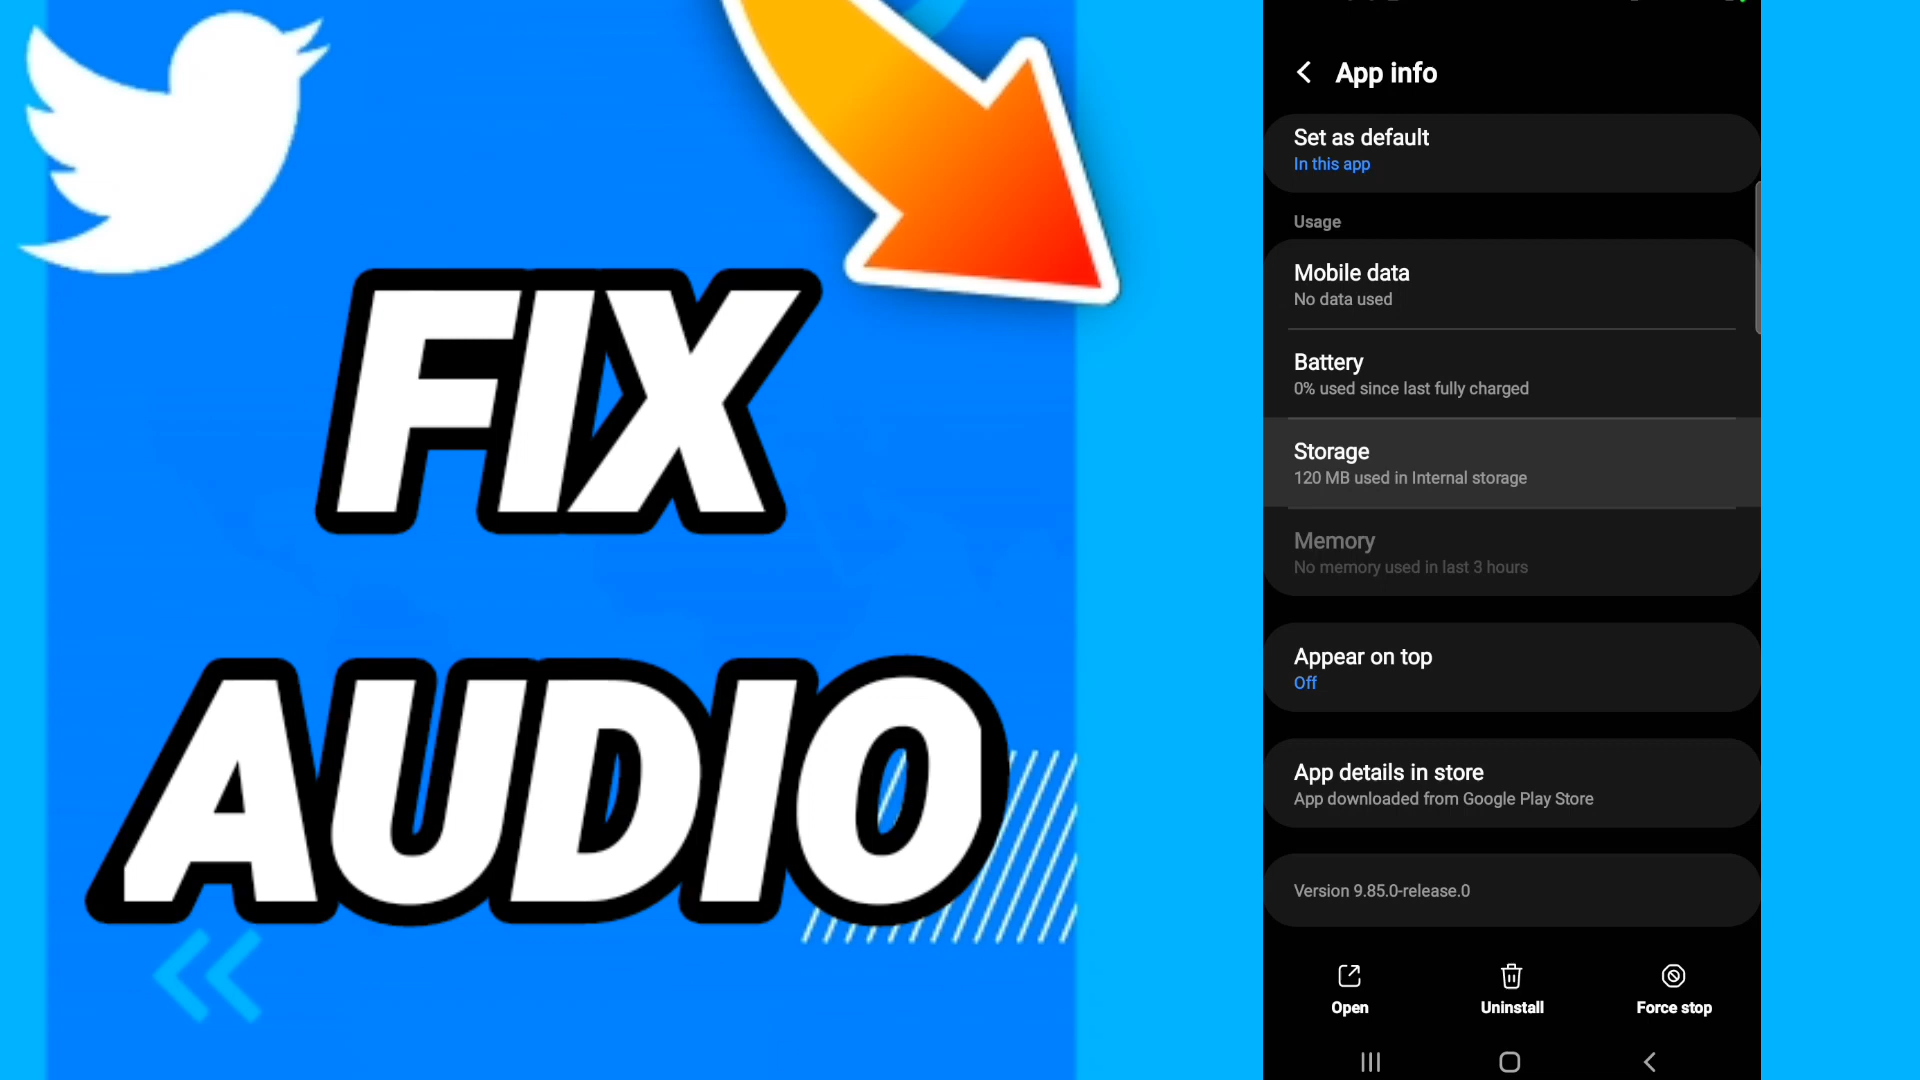 FIX
AUDIO
App info
Set as default
In this app
Usage
Mobile data
No data used
Battery
0% used since last fully charged
Storage
120 MB used in Internal storage
Memory
No memory used in last 3 hours
Appear on top
Off
App details in store
App downloaded from Google Play Store
Version 9.85.0-release.0
Open
Uninstall
Force stop